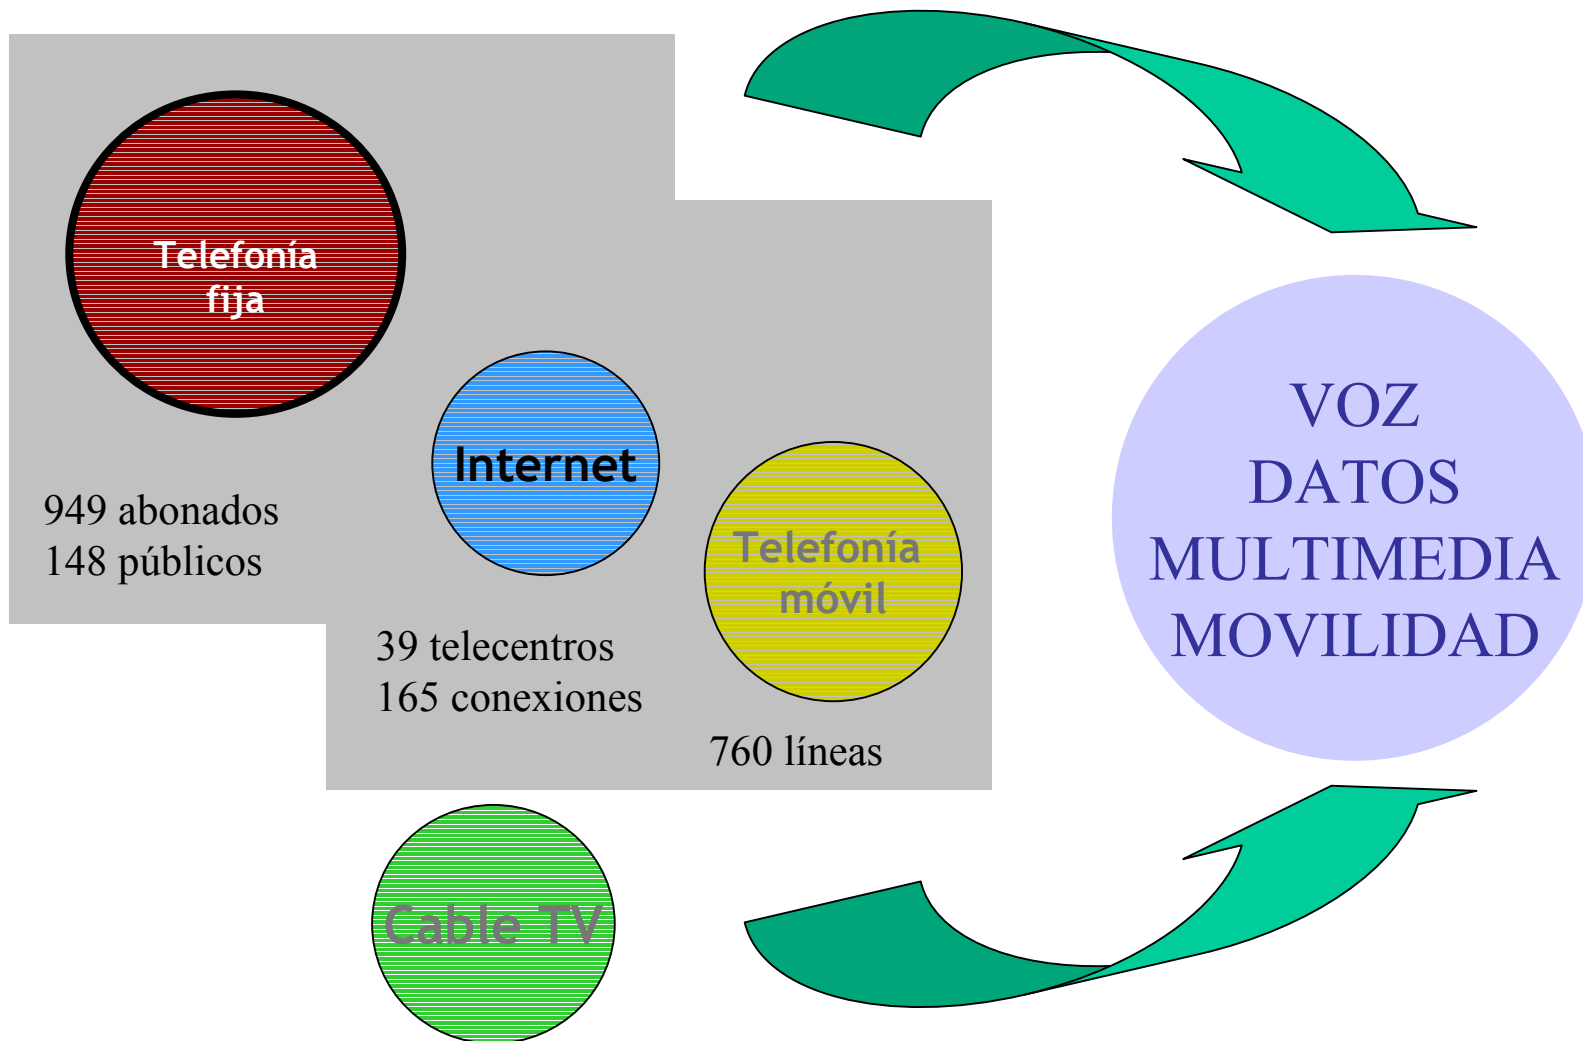 Telefonía
fija
949 abonados
148 públicos
Internet
39 telecentros
165 conexiones
Telefonía
móvil
760 líneas
Cable TV
VOZ
DATOS
MULTIMEDIA
MOVILIDAD